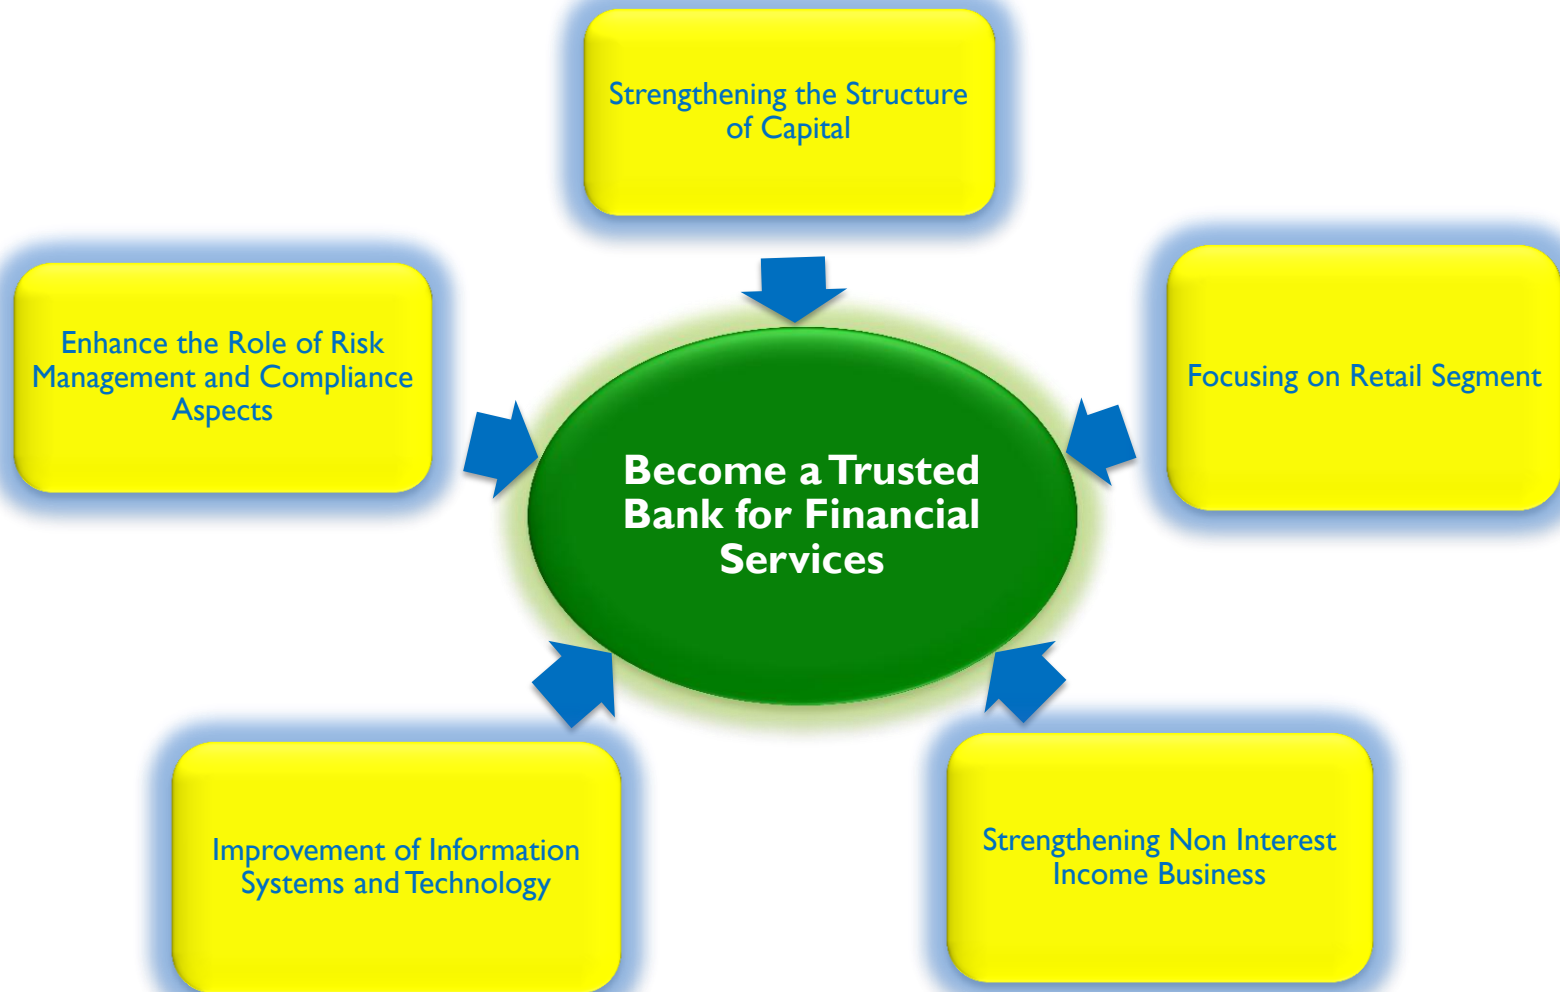 Strengthening the Structure
of Capital
Enhance the Role of Risk
Management and Compliance
Aspects
Focusing on Retail Segment
Become a Trusted
Bank for Financial
Services
Improvement of Information
Systems and Technology
Strengthening Non Interest
Income Business